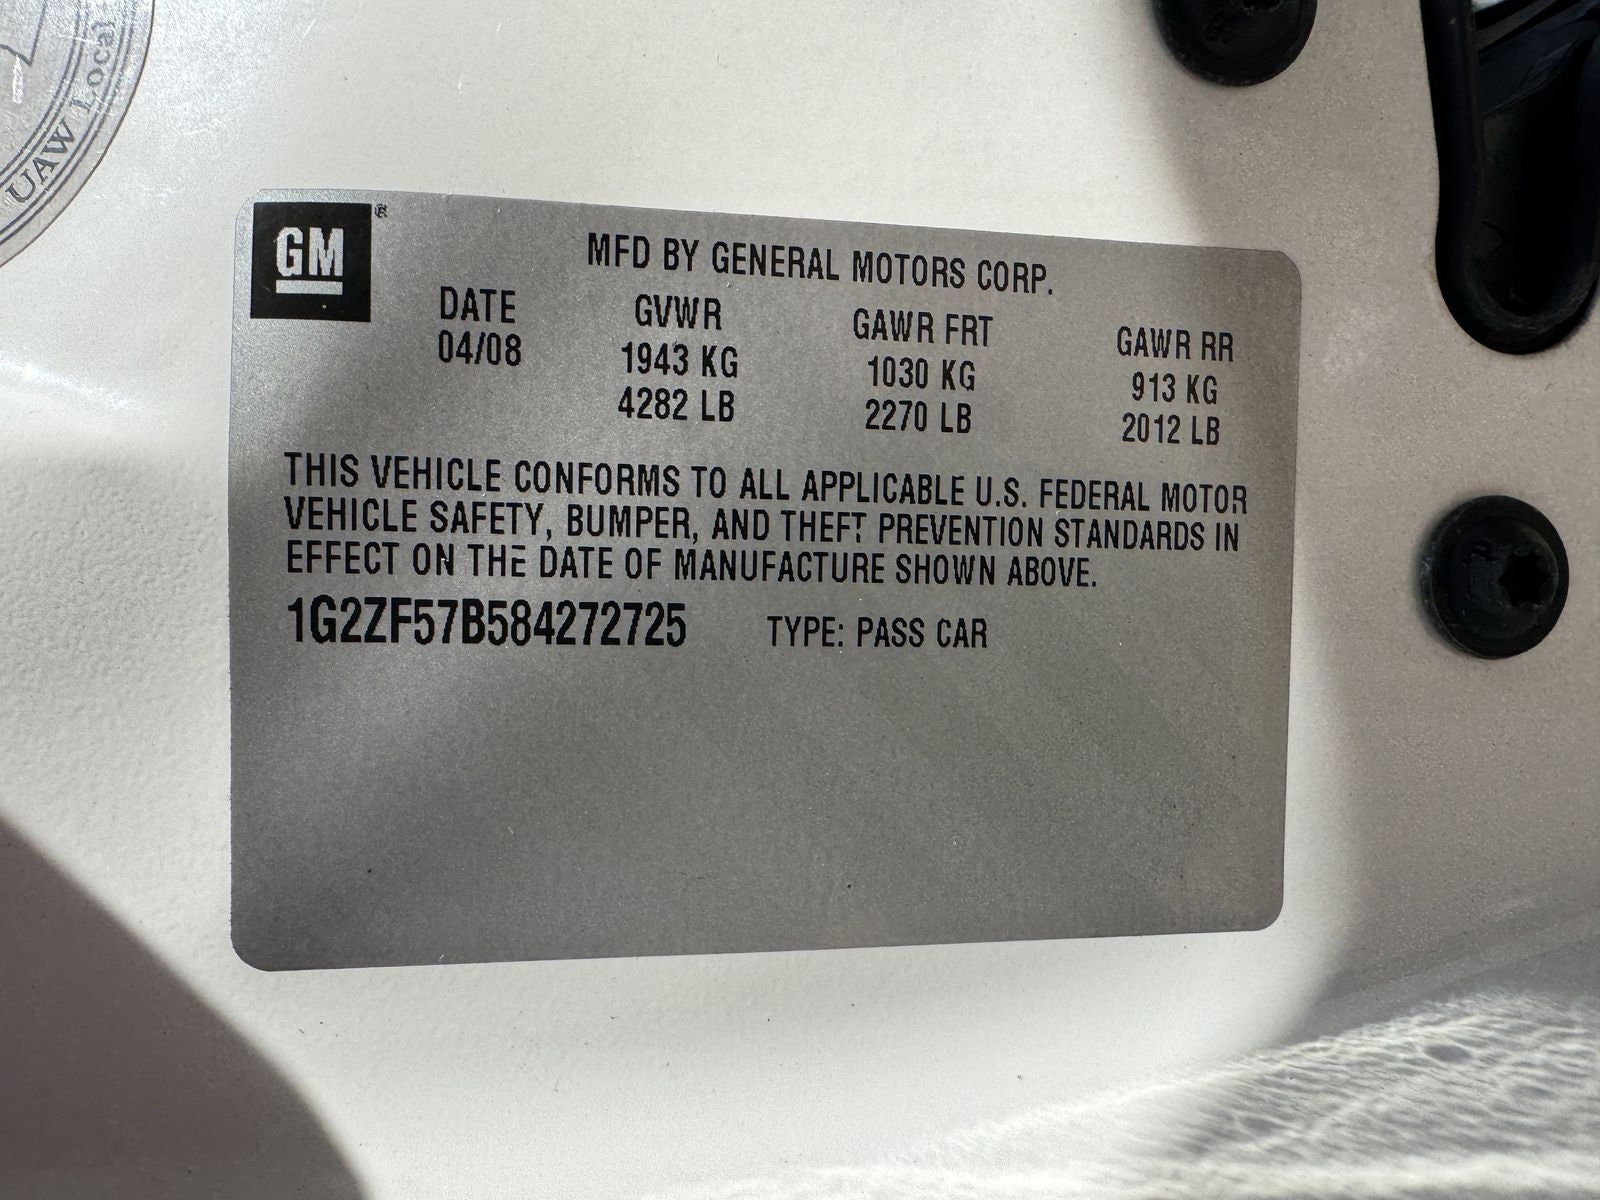 UAW Local
GM
MFD BY GENERAL MOTORS CORP.
DATE GVWR GAWR FRT GAWR RR
04/08 1943 KG 1030 KG 913 KG
4282 LB 2270 LB 2012 LB
THIS VEHICLE CONFORMS TO ALL APPLICABLE U.S. FEDERAL MOTOR
VEHICLE SAFETY, BUMPER, AND THEFT PREVENTION STANDARDS IN
EFFECT ON THE DATE OF MANUFACTURE SHOWN ABOVE.
1G2ZF57B584272725 TYPE: PASS CAR